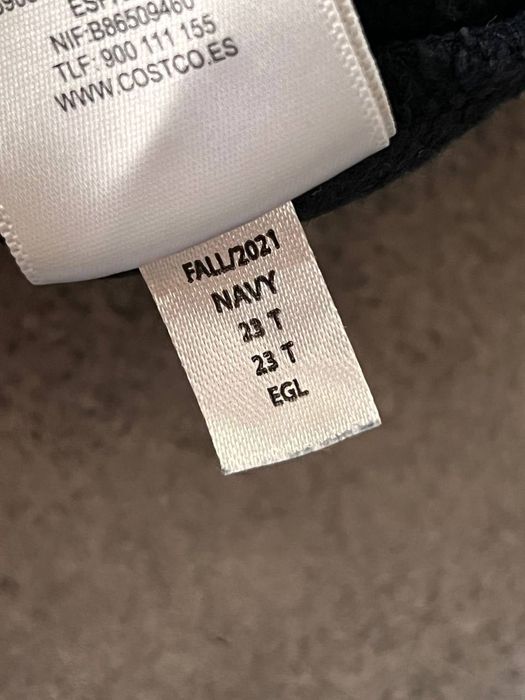 NIF:B86509460
TLF: 900 111 155
WWW.COSTCO.ES
FALL/2021
NAVY
23 T
23 T
EGL